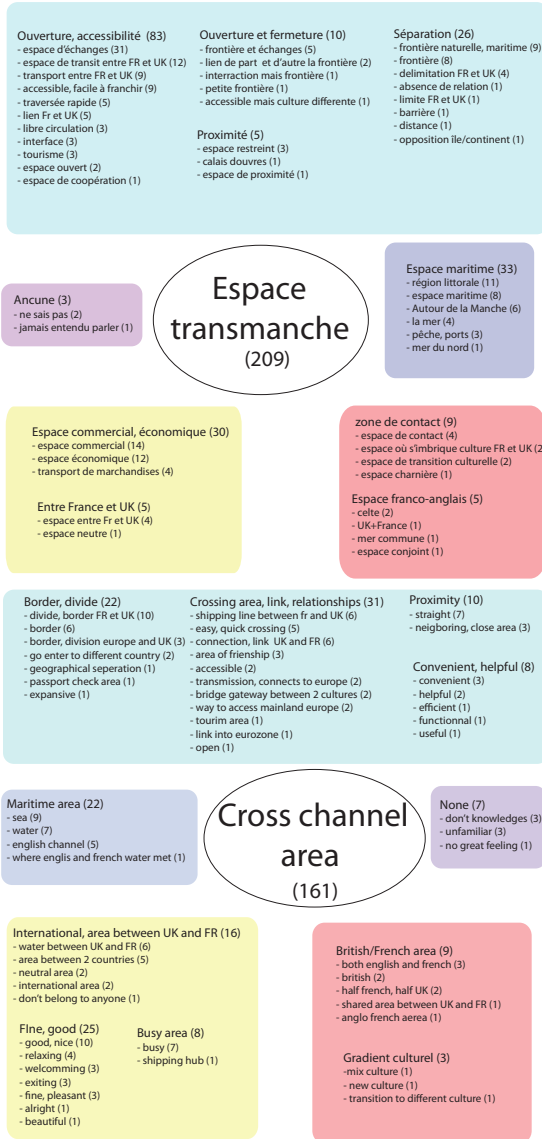 Ouverture, accessibilité (83)
- espace d'échanges (31)
- espace de transit entre FR et UK (12)
- transport entre FR et UK (9)
- accessible, facile à franchir (9)
- traversée rapide (5)
- lien Fr et UK (5)
- libre circulation (3)
- interface (3)
- tourisme (3)
- espace ouvert (2)
- espace de coopération (1)
Ouverture et fermeture (10)
- frontière et échanges (5)
- lien de part et d'autre la frontière (2)
- interraction mais frontière (1)
- petite frontière (1)
- accessible mais culture differente (1)
Proximité (5)
- espace restreint (3)
- calais douvres (1)
- espace de proximité (1)
Séparation (26)
- frontière naturelle, maritime (9)
- frontière (8)
- delimitation FR et UK (4)
- absence de relation (1)
- limite FR et UK (1)
- barrière (1)
- distance (1)
- opposition île/continent (1)
Ancune (3)
- ne sais pas (2)
- jamais entendu parler (1)
Espace
transmanche
(209)
Espace maritime (33)
- région littorale (11)
- espace maritime (8)
- Autour de la Manche (6)
- la mer (4)
- pêche, ports (3)
- mer du nord (1)
Espace commercial, économique (30)
- espace commercial (14)
- espace économique (12)
- transport de marchandises (4)
Entre France et UK (5)
- espace entre Fr et UK (4)
- espace neutre (1)
zone de contact (9)
- espace de contact (4)
- espace où s'imbrique culture FR et UK (2
- espace de transition culturelle (2)
- espace charnière (1)
Espace franco-anglais (5)
- celte (2)
- UK+France (1)
- mer commune (1)
- espace conjoint (1)
Border, divide (22)
- divide, border FR et UK (10)
- border (6)
- border, division europe and UK (3)
- go enter to different country (2)
- geographical seperation (1)
- passport check area (1)
- expansive (1)
Crossing area, link, relationships (31)
- shipping line between fr and UK (6)
- easy, quick crossing (5)
- connection, link UK and FR (6)
- area of frienship (3)
- accessible (2)
- transmission, connects to europe (2)
- bridge gateway between 2 cultures (2)
- way to access mainland europe (2)
- tourim area (1)
- link into eurozone (1)
- open (1)
Proximity (10)
- straight (7)
- neigboring, close area (3)
Convenient, helpful (8)
- convenient (3)
- helpful (2)
- efficient (1)
- functionnal (1)
- useful (1)
Maritime area (22)
- sea (9)
- water (7)
- english channel (5)
- where englis and french water met (1)
Cross channel
area
(161)
None (7)
- don't knowledges (3)
- unfamiliar (3)
- no great feeling (1)
International, area between UK and FR (16)
- water between UK and FR (6)
- area between 2 countries (5)
- neutral area (2)
- international area (2)
- don't belong to anyone (1)
FIne, good (25)
- good, nice (10)
- relaxing (4)
- welcomming (3)
- exiting (3)
- fine, pleasant (3)
- alright (1)
- beautiful (1)
Busy area (8)
- busy (7)
- shipping hub (1)
British/French area (9)
- both english and french (3)
- british (2)
- half french, half UK (2)
- shared area between UK and FR (1)
- anglo french aerea (1)
Gradient culturel (3)
-mix culture (1)
- new culture (1)
- transition to different culture (1)